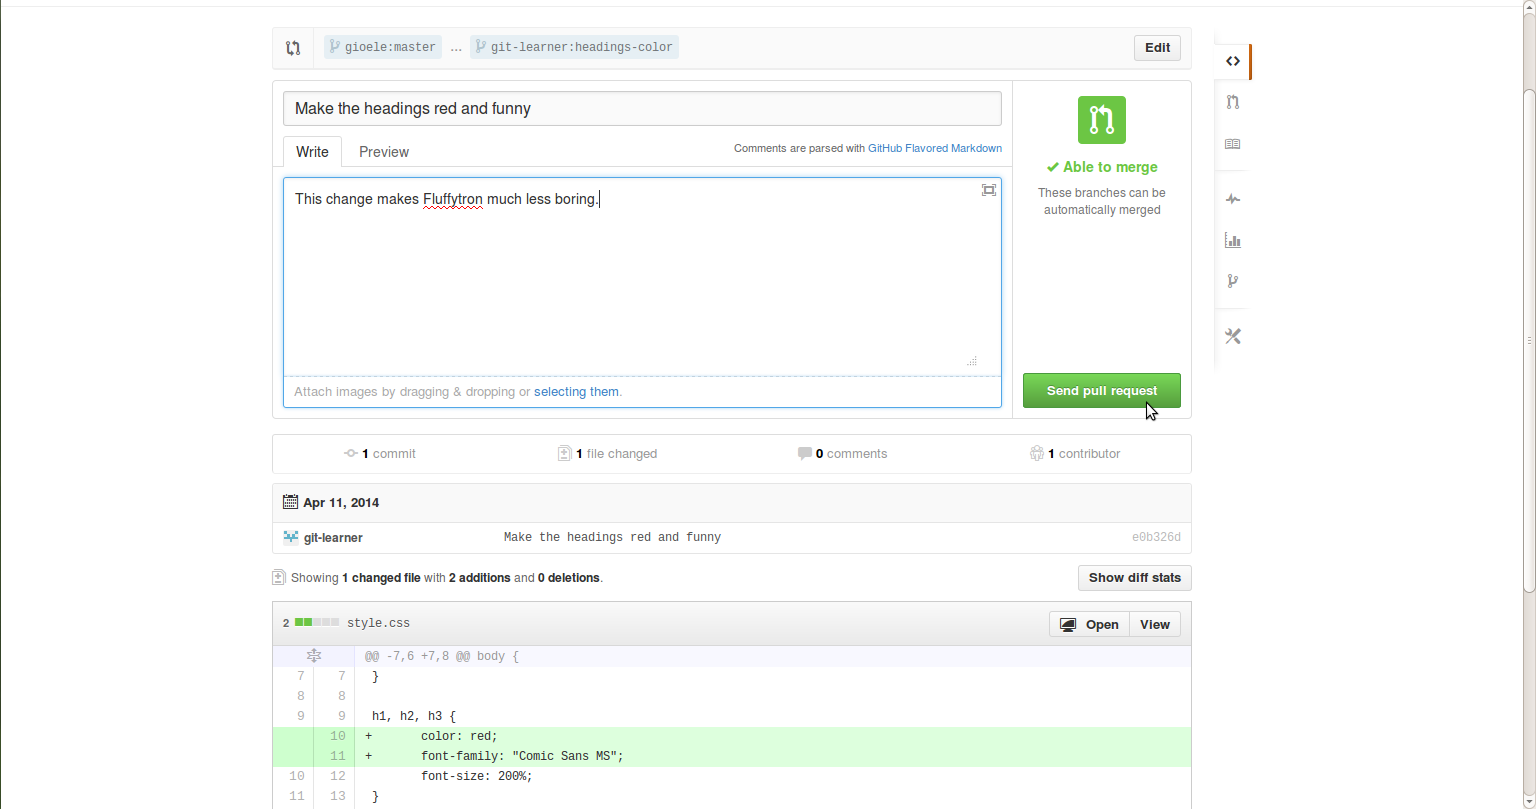 gioele:master ... git-learner:headings-color Edit
Make the headings red and funny
Write Preview Comments are parsed with GitHub Flavored Markdown
Able to merge
These branches can be
automatically merged
This change makes Fluffytron much less boring.
Attach images by dragging & dropping or selecting them.
Send pull request
1 commit 1 file changed 0 comments 1 contributor
Apr 11, 2014
git-learner Make the headings red and funny e0b326d
Showing 1 changed file with 2 additions and 0 deletions. Show diff stats
2 style.css Open View
@@ -7,6 +7,8 @@ body {
7 7 }
8 8
9 9 h1, h2, h3 {
10 + color: red;
11 + font-family: "Comic Sans MS";
10 12 font-size: 200%;
11 13 }